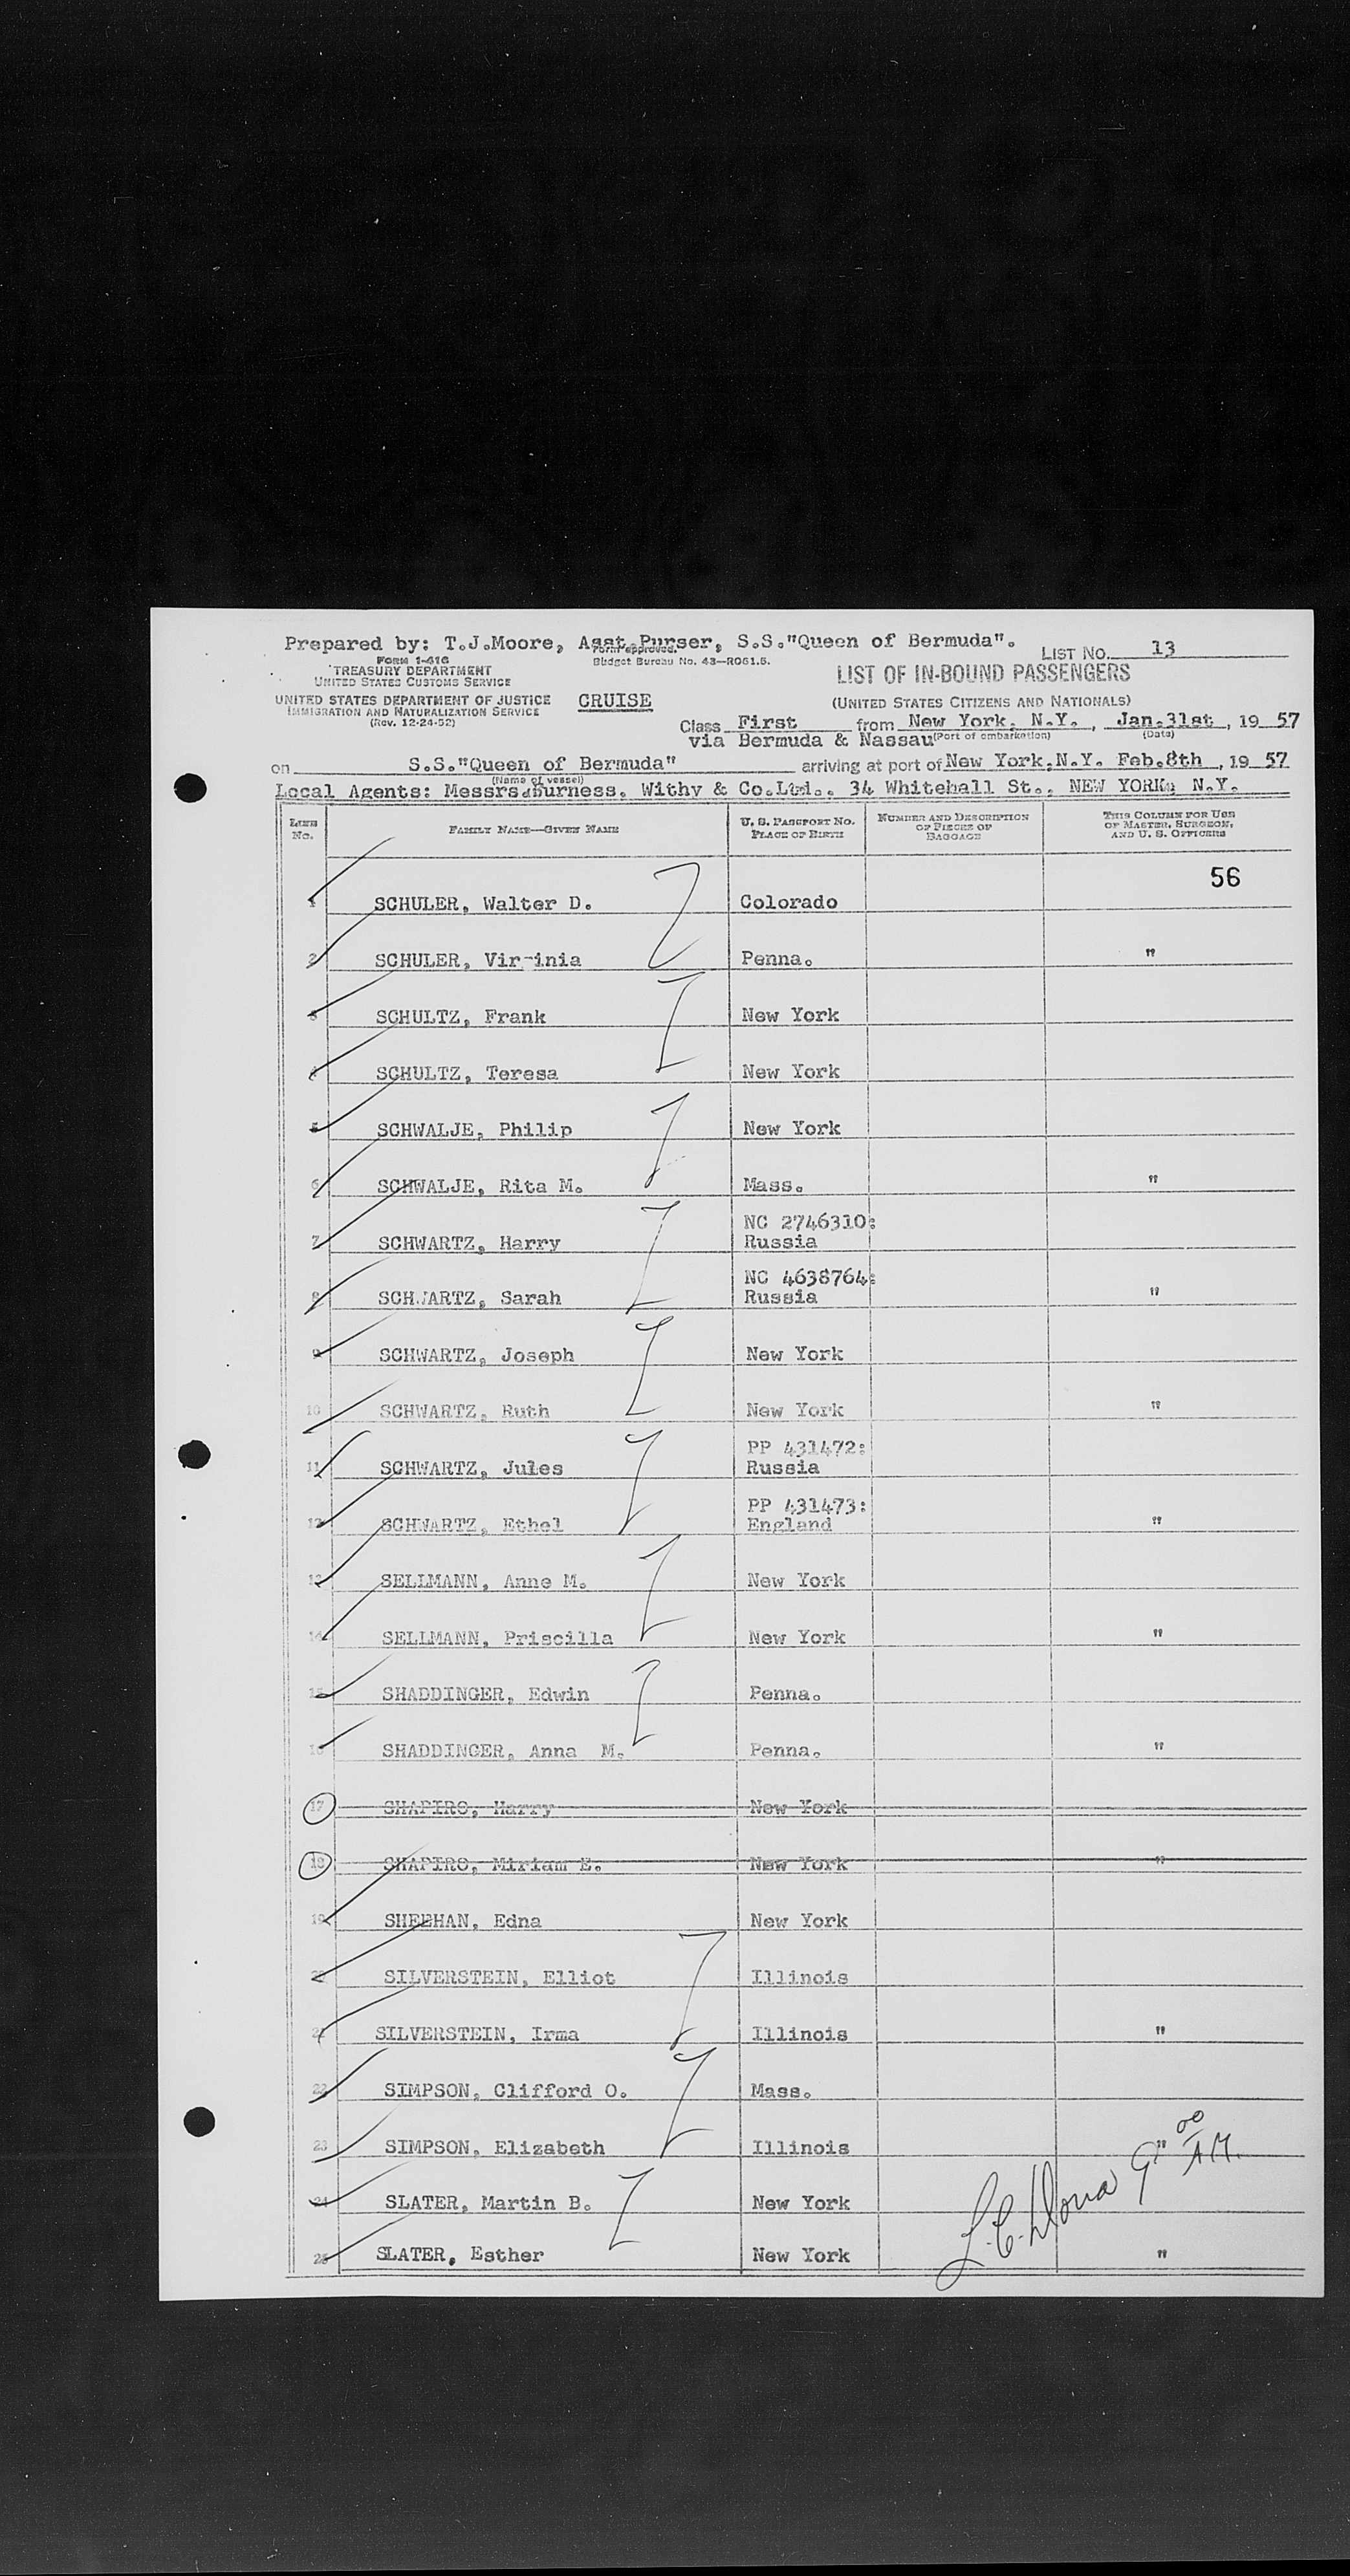 Prepared by: T.J.Moore, Asst.Purser, S.S."Queen of Bermuda".
LIST NO. 13
Form approved.
Budget Bureau No. 43—R061.5.
FORM I-416
TREASURY DEPARTMENT
UNITED STATES CUSTOMS SERVICE
UNITED STATES DEPARTMENT OF JUSTICE
IMMIGRATION AND NATURALIZATION SERVICE
(Rev. 12-24-52)
CRUISE
LIST OF IN-BOUND PASSENGERS
(UNITED STATES CITIZENS AND NATIONALS)
Class First from New York, N.Y., Jan.31st, 19 57
via Bermuda & Nassau (Port of embarkation) (Date)
on S.S."Queen of Bermuda" arriving at port of New York,N.Y. Feb.8th, 19 57
(Name of vessel)
Local Agents: Messrs. Furness, Withy & Co.Ltd., 34 Whitehall St., NEW YORK, N.Y.
LINE No. FAMILY NAME—GIVEN NAME U. S. PASSPORT NO. PLACE OF BIRTH NUMBER AND DESCRIPTION OF PIECES OF BAGGAGE THIS COLUMN FOR USE OF MASTER, SURGEON, AND U. S. OFFICERS
56
1 SCHULER, Walter D. Colorado
2 SCHULER, Vir-inia Penna. "
3 SCHULTZ, Frank New York
4 SCHULTZ, Teresa New York
5 SCHWALJE, Philip New York
6 SCHWALJE, Rita M. Mass. "
7 SCHWARTZ, Harry NC 2746310: Russia
8 SCHWARTZ, Sarah NC 4638764: Russia "
9 SCHWARTZ, Joseph New York
10 SCHWARTZ, Ruth New York "
11 SCHWARTZ, Jules PP 431472: Russia
12 SCHWARTZ, Ethel PP 431473: England "
13 SELLMANN, Anne M. New York
14 SELLMANN, Priscilla New York "
15 SHADDINGER, Edwin Penna.
16 SHADDINGER, Anna M. Penna. "
17 SHAPIRO, Harry New York
18 SHAPIRO, Miriam E. New York "
19 SHEEHAN, Edna New York
20 SILVERSTEIN, Elliot Illinois
21 SILVERSTEIN, Irma Illinois "
22 SIMPSON, Clifford O. Mass.
23 SIMPSON, Elizabeth Illinois "
24 SLATER, Martin B. New York
25 SLATER, Esther New York "
9 00 AM.